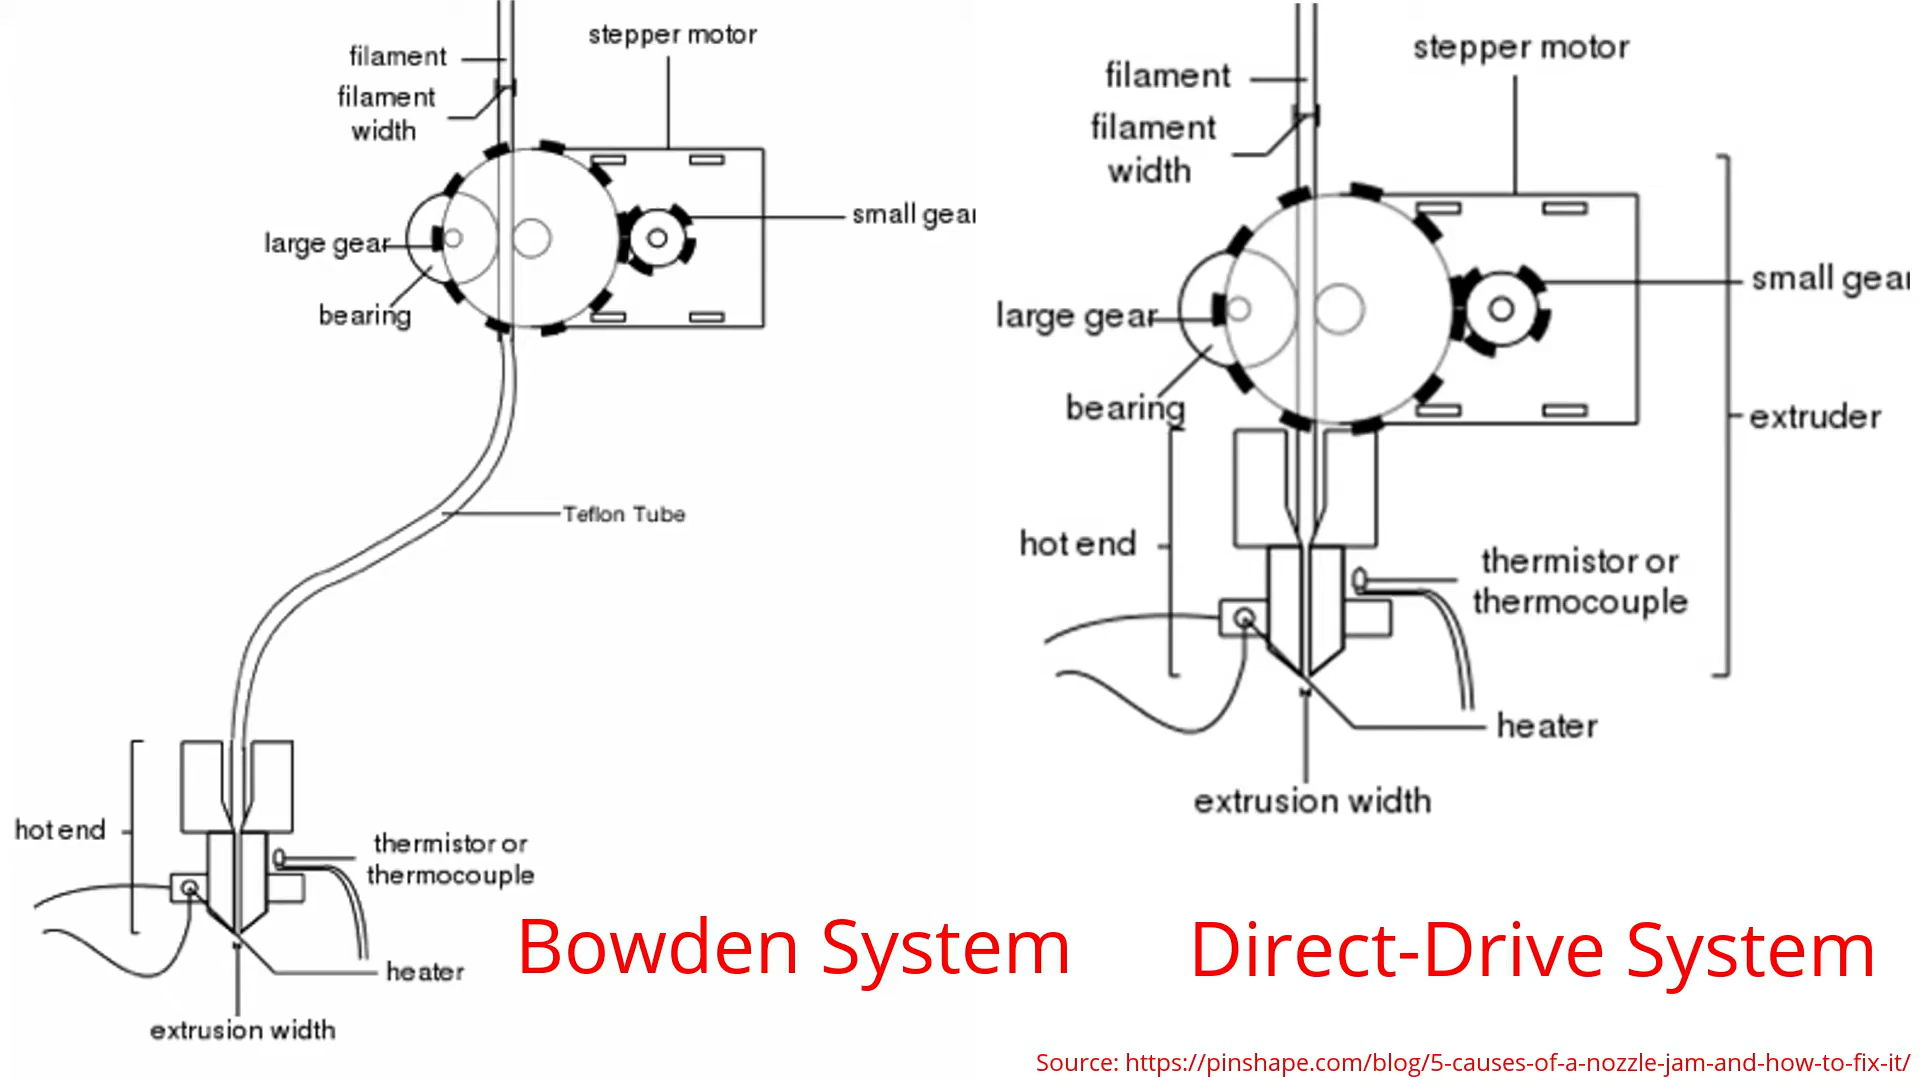 filament
stepper motor
filament
width
small gear
large gear
bearing
Teflon Tube
hot end
thermistor or
thermocouple
heater
extrusion width
Bowden System
filament
stepper motor
filament
width
small gear
large gear
bearing
extruder
hot end
thermistor or
thermocouple
heater
extrusion width
Direct-Drive System
Source: https://pinshape.com/blog/5-causes-of-a-nozzle-jam-and-how-to-fix-it/